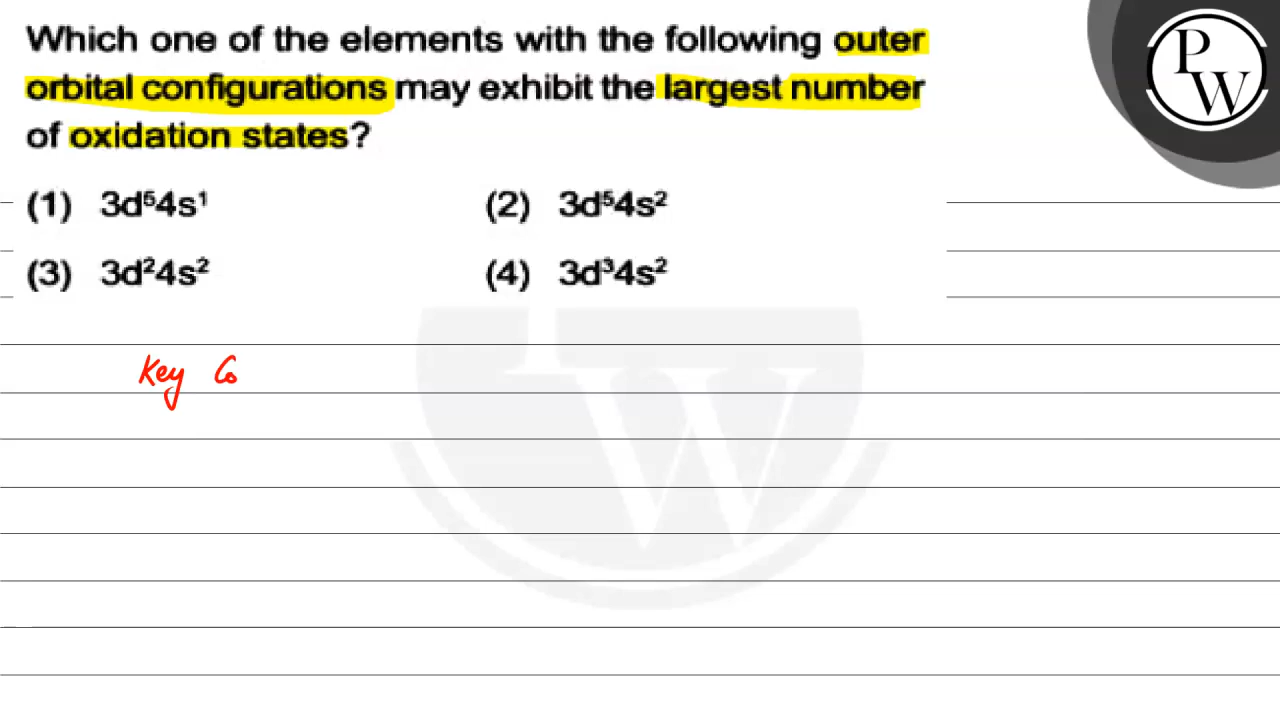 Which one of the elements with the following outer
orbital configurations may exhibit the largest number
of oxidation states?
(1) 3d⁵4s¹ (2) 3d⁵4s²
(3) 3d²4s² (4) 3d³4s²
Key Co
P
W
W